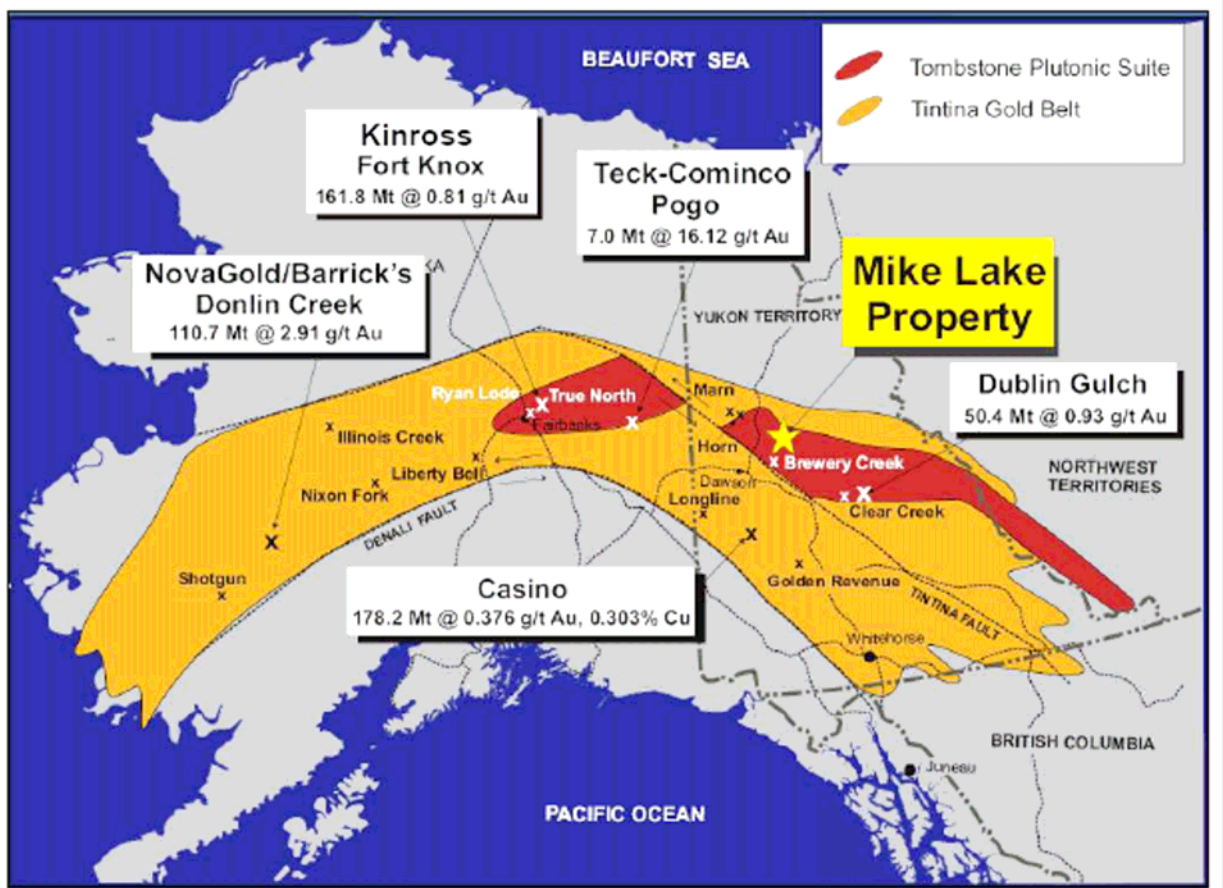 BEAUFORT SEA
Tombstone Plutonic Suite
Tintina Gold Belt
Kinross
Fort Knox
161.8 Mt @ 0.81 g/t Au
Teck-Cominco
Pogo
7.0 Mt @ 16.12 g/t Au
NovaGold/Barrick's
Donlin Creek
110.7 Mt @ 2.91 g/t Au
KA
Mike Lake
Property
YUKON TERRITORY
Dublin Gulch
50.4 Mt @ 0.93 g/t Au
Ryan Lode
True North
Fairbanks
Marn
Horn
Illinois Creek
Liberty Bell
Nixon Fork
Brewery Creek
Dawson
Longline
Clear Creek
NORTHWEST
TERRITORIES
DENALI FAULT
Shotgun
Casino
178.2 Mt @ 0.376 g/t Au, 0.303% Cu
Golden Revenue
TINTINA FAULT
Whitehorse
BRITISH COLUMBIA
Juneau
PACIFIC OCEAN